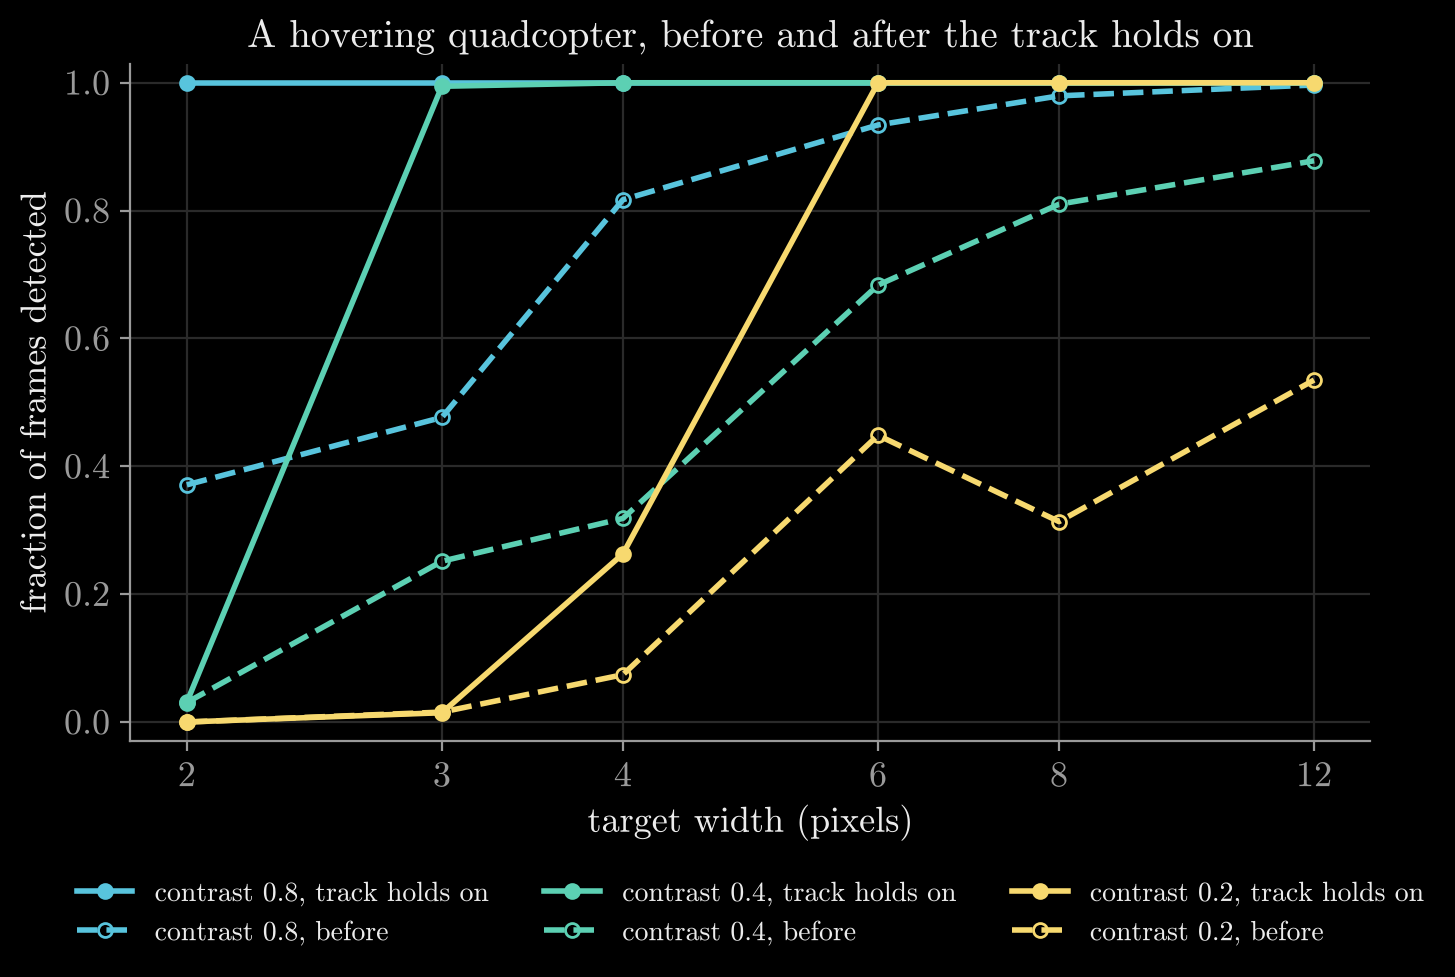 A hovering quadcopter, before and after the track holds on
fraction of frames detected
1.0
0.8
0.6
0.4
0.2
0.0
2 3 4 6 8 12
target width (pixels)
contrast 0.8, track holds on contrast 0.4, track holds on contrast 0.2, track holds on
contrast 0.8, before contrast 0.4, before contrast 0.2, before